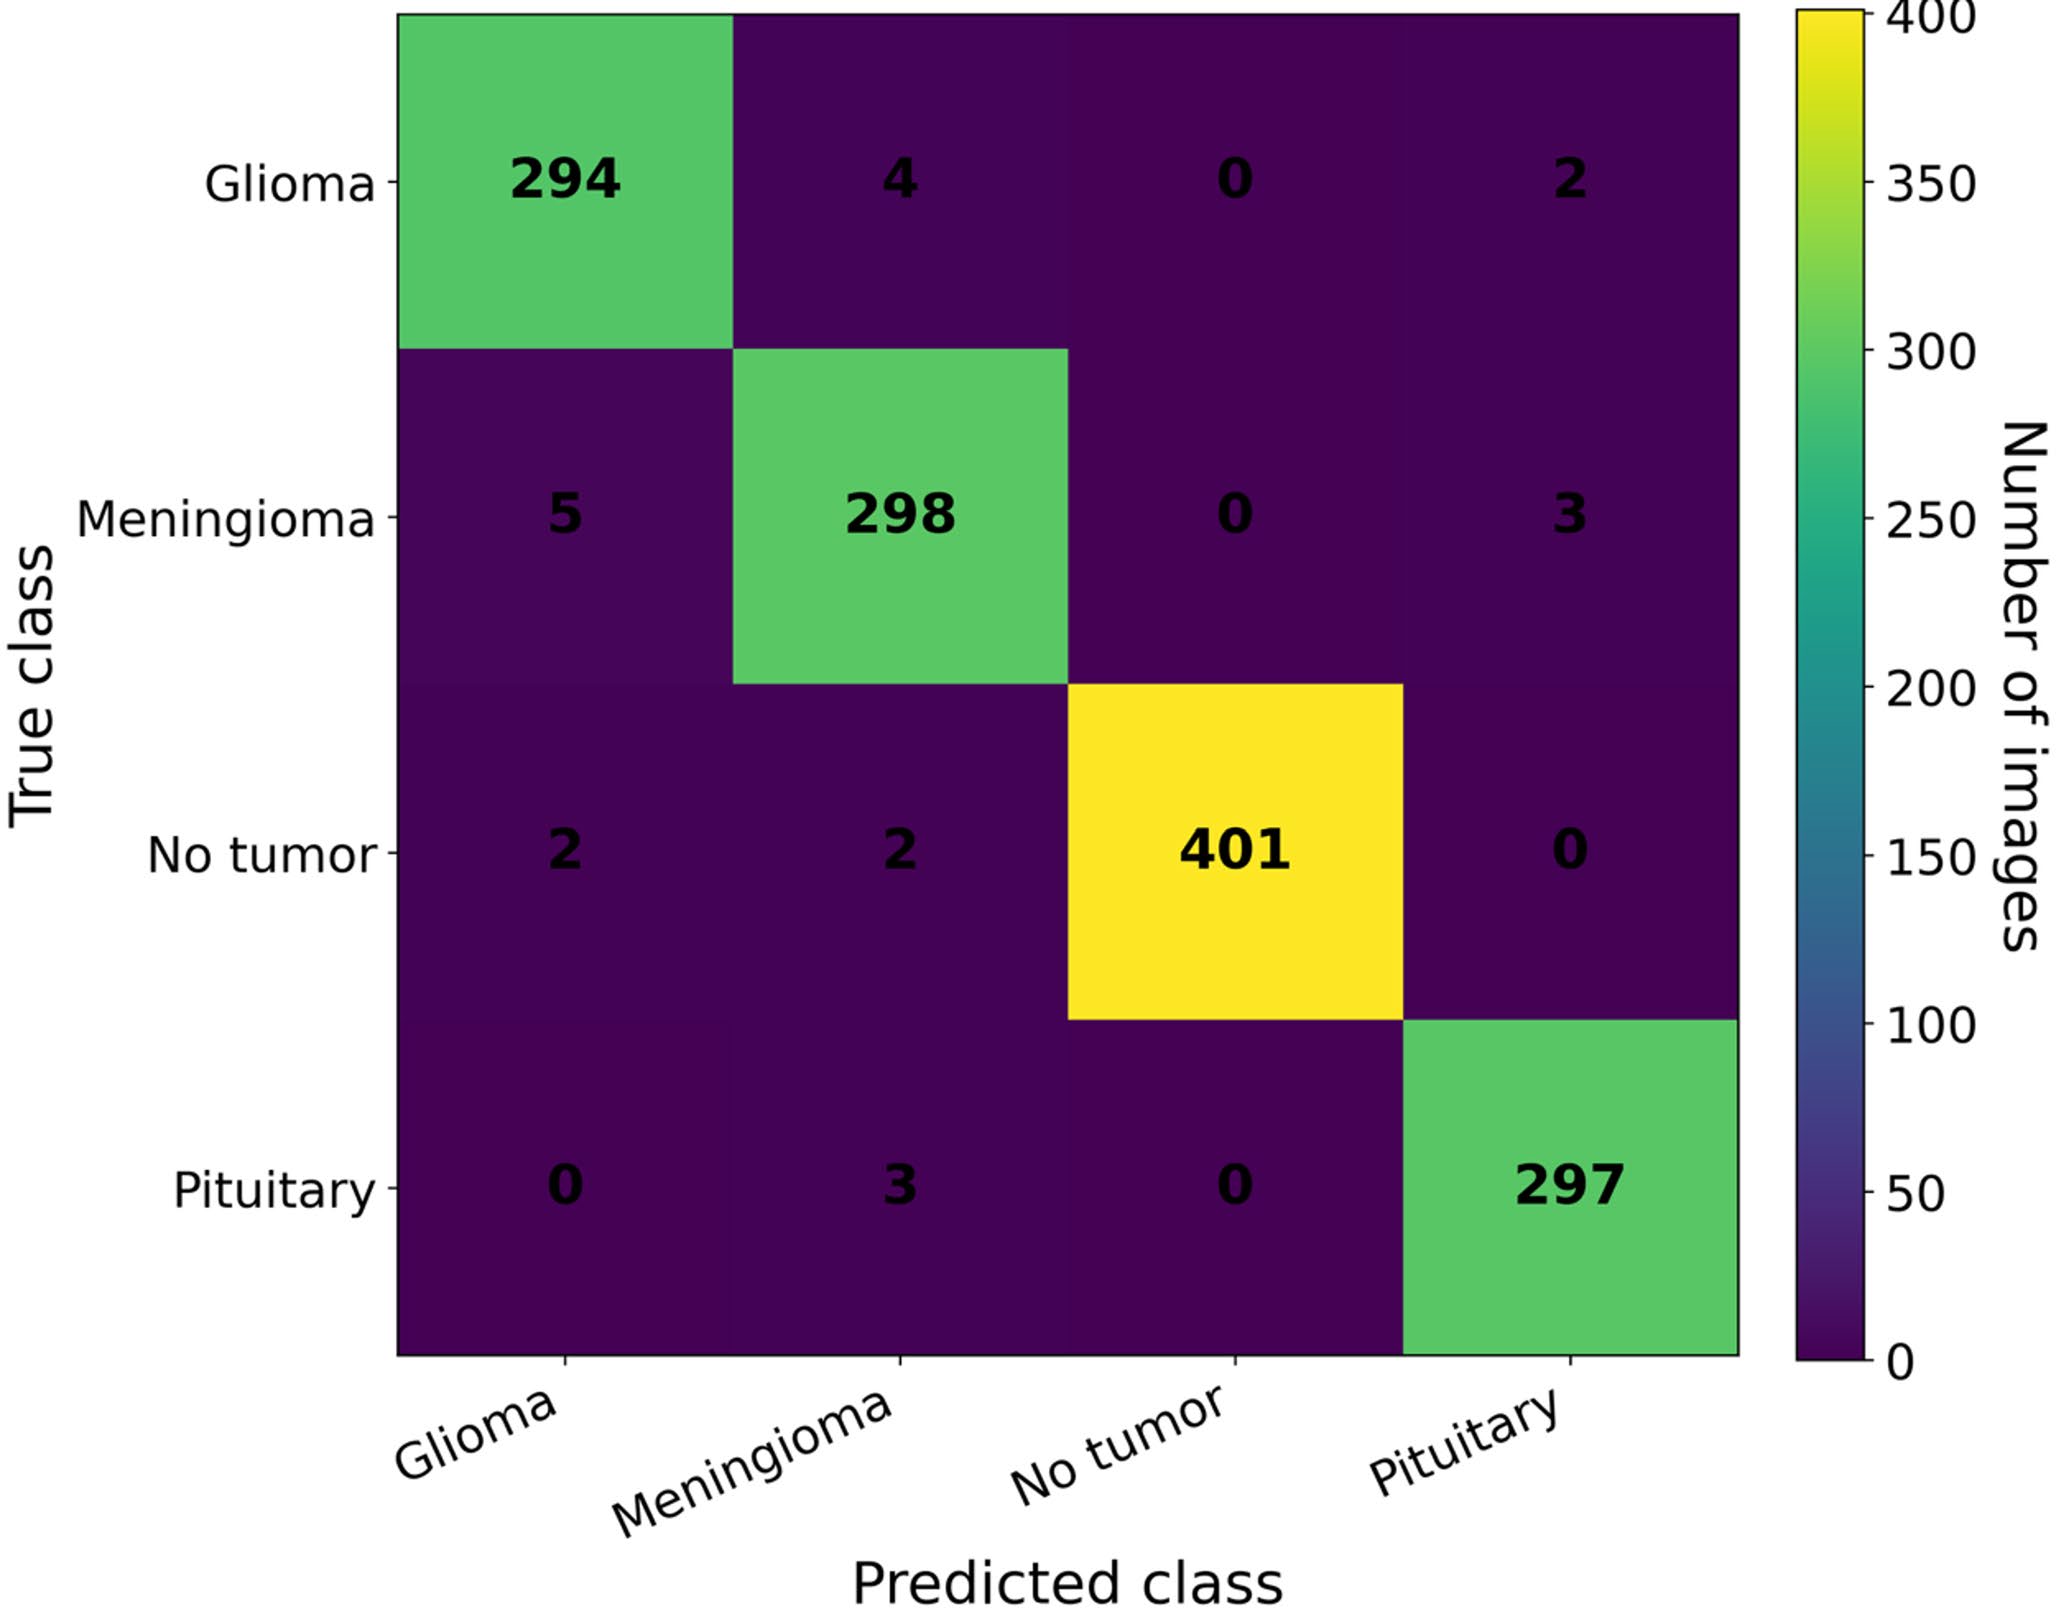 True class
Glioma 294 4 0 2
Meningioma 5 298 0 3
No tumor 2 2 401 0
Pituitary 0 3 0 297
Glioma Meningioma No tumor Pituitary
Predicted class
400
350
300
250
200
150
100
50
0
Number of images